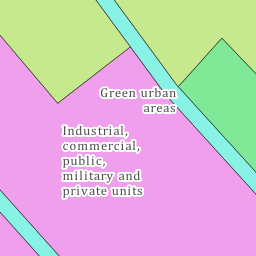 Green urban
areas
Industrial,
commercial,
public,
military and
private units